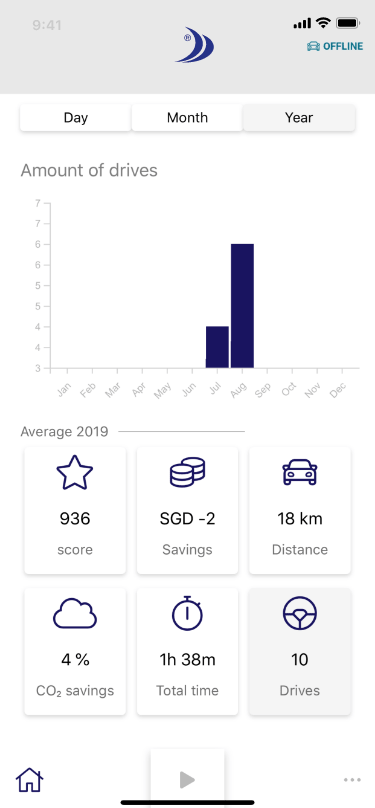 9:41
®
OFFLINE
Day Month Year
Amount of drives
7
7
6
6
5
5
4
4
3
Jan Feb Mar Apr May Jun Jul Aug Sep Oct Nov Dec
Average 2019
936 SGD -2 18 km
score Savings Distance
4 % 1h 38m 10
CO₂ savings Total time Drives